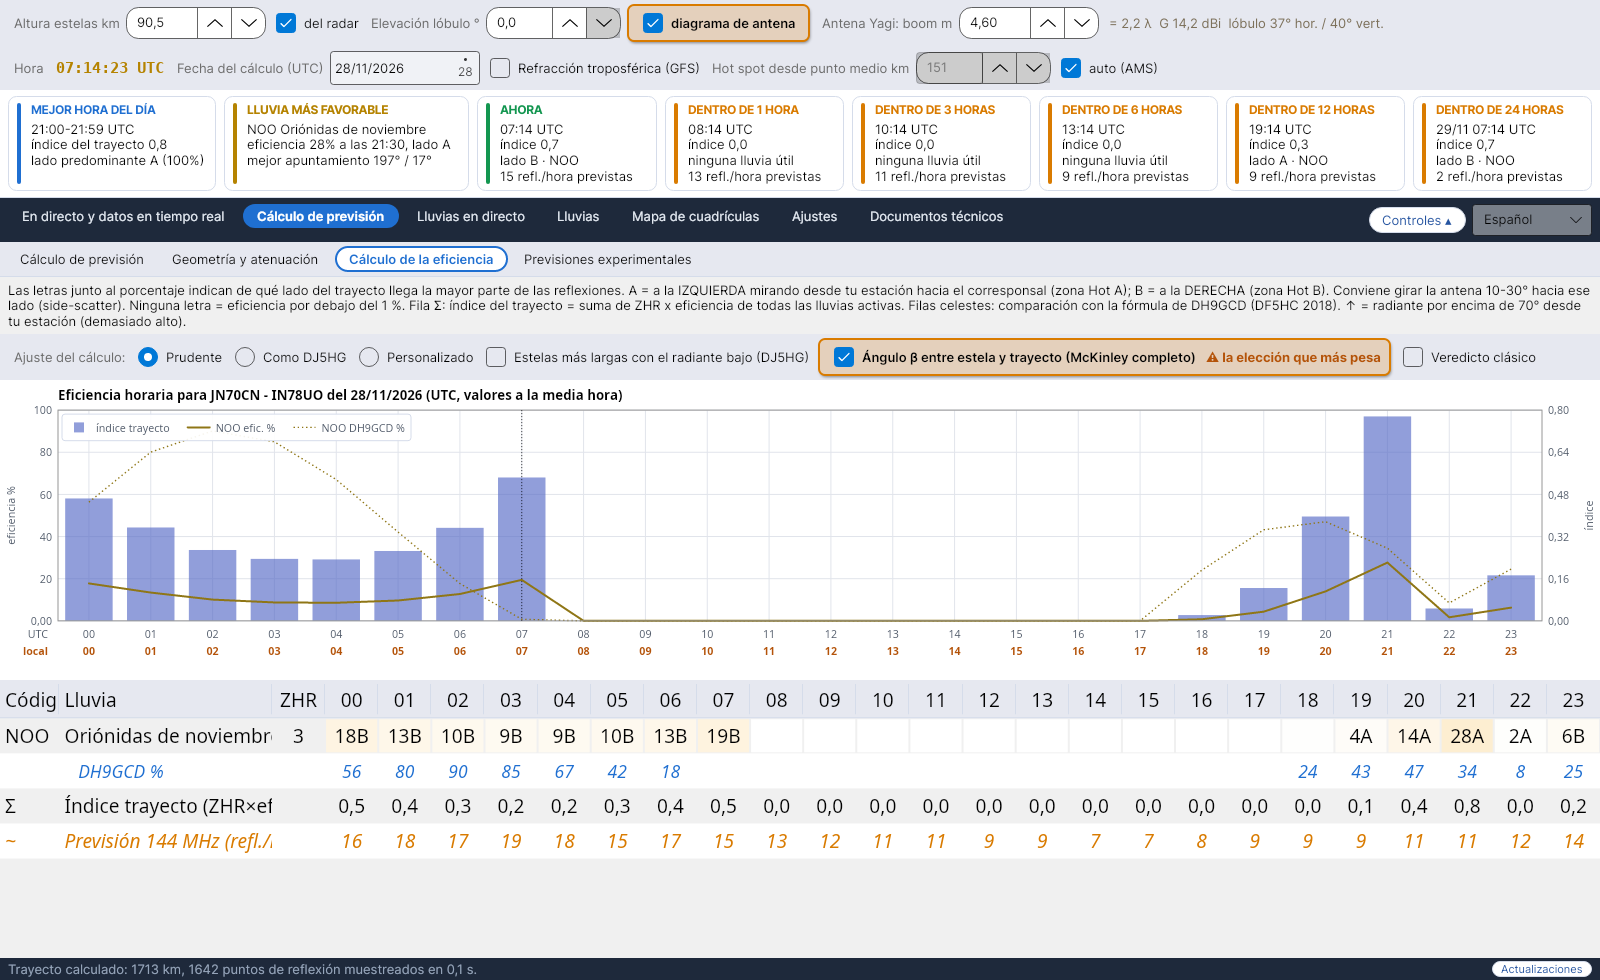 Altura estelas km 90,5 del radar Elevación lóbulo ° 0,0 diagrama de antena Antena Yagi: boom m 4,60 = 2,2 λ G 14,2 dBi lóbulo 37° hor. / 40° vert.
Hora 07:14:23 UTC Fecha del cálculo (UTC) 28/11/2026 28 Refracción troposférica (GFS) Hot spot desde punto medio km 151 auto (AMS)
MEJOR HORA DEL DÍA
21:00-21:59 UTC
índice del trayecto 0,8
lado predominante A (100%)
LLUVIA MÁS FAVORABLE
NOO Oriónidas de noviembre
eficiencia 28% a las 21:30, lado A
mejor apuntamiento 197° / 17°
AHORA
07:14 UTC
índice 0,7
lado B · NOO
15 refl./hora previstas
DENTRO DE 1 HORA
08:14 UTC
índice 0,0
ninguna lluvia útil
13 refl./hora previstas
DENTRO DE 3 HORAS
10:14 UTC
índice 0,0
ninguna lluvia útil
11 refl./hora previstas
DENTRO DE 6 HORAS
13:14 UTC
índice 0,0
ninguna lluvia útil
9 refl./hora previstas
DENTRO DE 12 HORAS
19:14 UTC
índice 0,3
lado A · NOO
9 refl./hora previstas
DENTRO DE 24 HORAS
29/11 07:14 UTC
índice 0,7
lado B · NOO
2 refl./hora previstas
En directo y datos en tiempo real Cálculo de previsión Lluvias en directo Lluvias Mapa de cuadrículas Ajustes Documentos técnicos Controles ▴ Español
Cálculo de previsión Geometría y atenuación Cálculo de la eficiencia Previsiones experimentales
Las letras junto al porcentaje indican de qué lado del trayecto llega la mayor parte de las reflexiones. A = a la IZQUIERDA mirando desde tu estación hacia el corresponsal (zona Hot A); B = a la DERECHA (zona Hot B). Conviene girar la antena 10-30° hacia ese
lado (side-scatter). Ninguna letra = eficiencia por debajo del 1 %. Fila Σ: índice del trayecto = suma de ZHR x eficiencia de todas las lluvias activas. Filas celestes: comparación con la fórmula de DH9GCD (DF5HC 2018). ↑ = radiante por encima de 70° desde
tu estación (demasiado alto).
Ajuste del cálculo: Prudente Como DJ5HG Personalizado Estelas más largas con el radiante bajo (DJ5HG) Ángulo β entre estela y trayecto (McKinley completo) ⚠ la elección que más pesa Veredicto clásico
Eficiencia horaria para JN70CN - IN78UO del 28/11/2026 (UTC, valores a la media hora)
índice trayecto NOO efic. % NOO DH9GCD %
eficiencia %
100
80
60
40
20
0,00
0,80
0,64
0,48
0,32
0,16
0,00
índice
UTC 00 01 02 03 04 05 06 07 08 09 10 11 12 13 14 15 16 17 18 19 20 21 22 23
local 00 01 02 03 04 05 06 07 08 09 10 11 12 13 14 15 16 17 18 19 20 21 22 23
Códig Lluvia ZHR 00 01 02 03 04 05 06 07 08 09 10 11 12 13 14 15 16 17 18 19 20 21 22 23
NOO Oriónidas de noviembr 3 18B 13B 10B 9B 9B 10B 13B 19B 4A 14A 28A 2A 6B
DH9GCD % 56 80 90 85 67 42 18 24 43 47 34 8 25
Σ Índice trayecto (ZHR×ef 0,5 0,4 0,3 0,2 0,2 0,3 0,4 0,5 0,0 0,0 0,0 0,0 0,0 0,0 0,0 0,0 0,0 0,0 0,0 0,1 0,4 0,8 0,0 0,2
~ Previsión 144 MHz (refl./ 16 18 17 19 18 15 17 15 13 12 11 11 9 9 7 7 8 9 9 9 11 11 12 14
Trayecto calculado: 1713 km, 1642 puntos de reflexión muestreados en 0,1 s. Actualizaciones